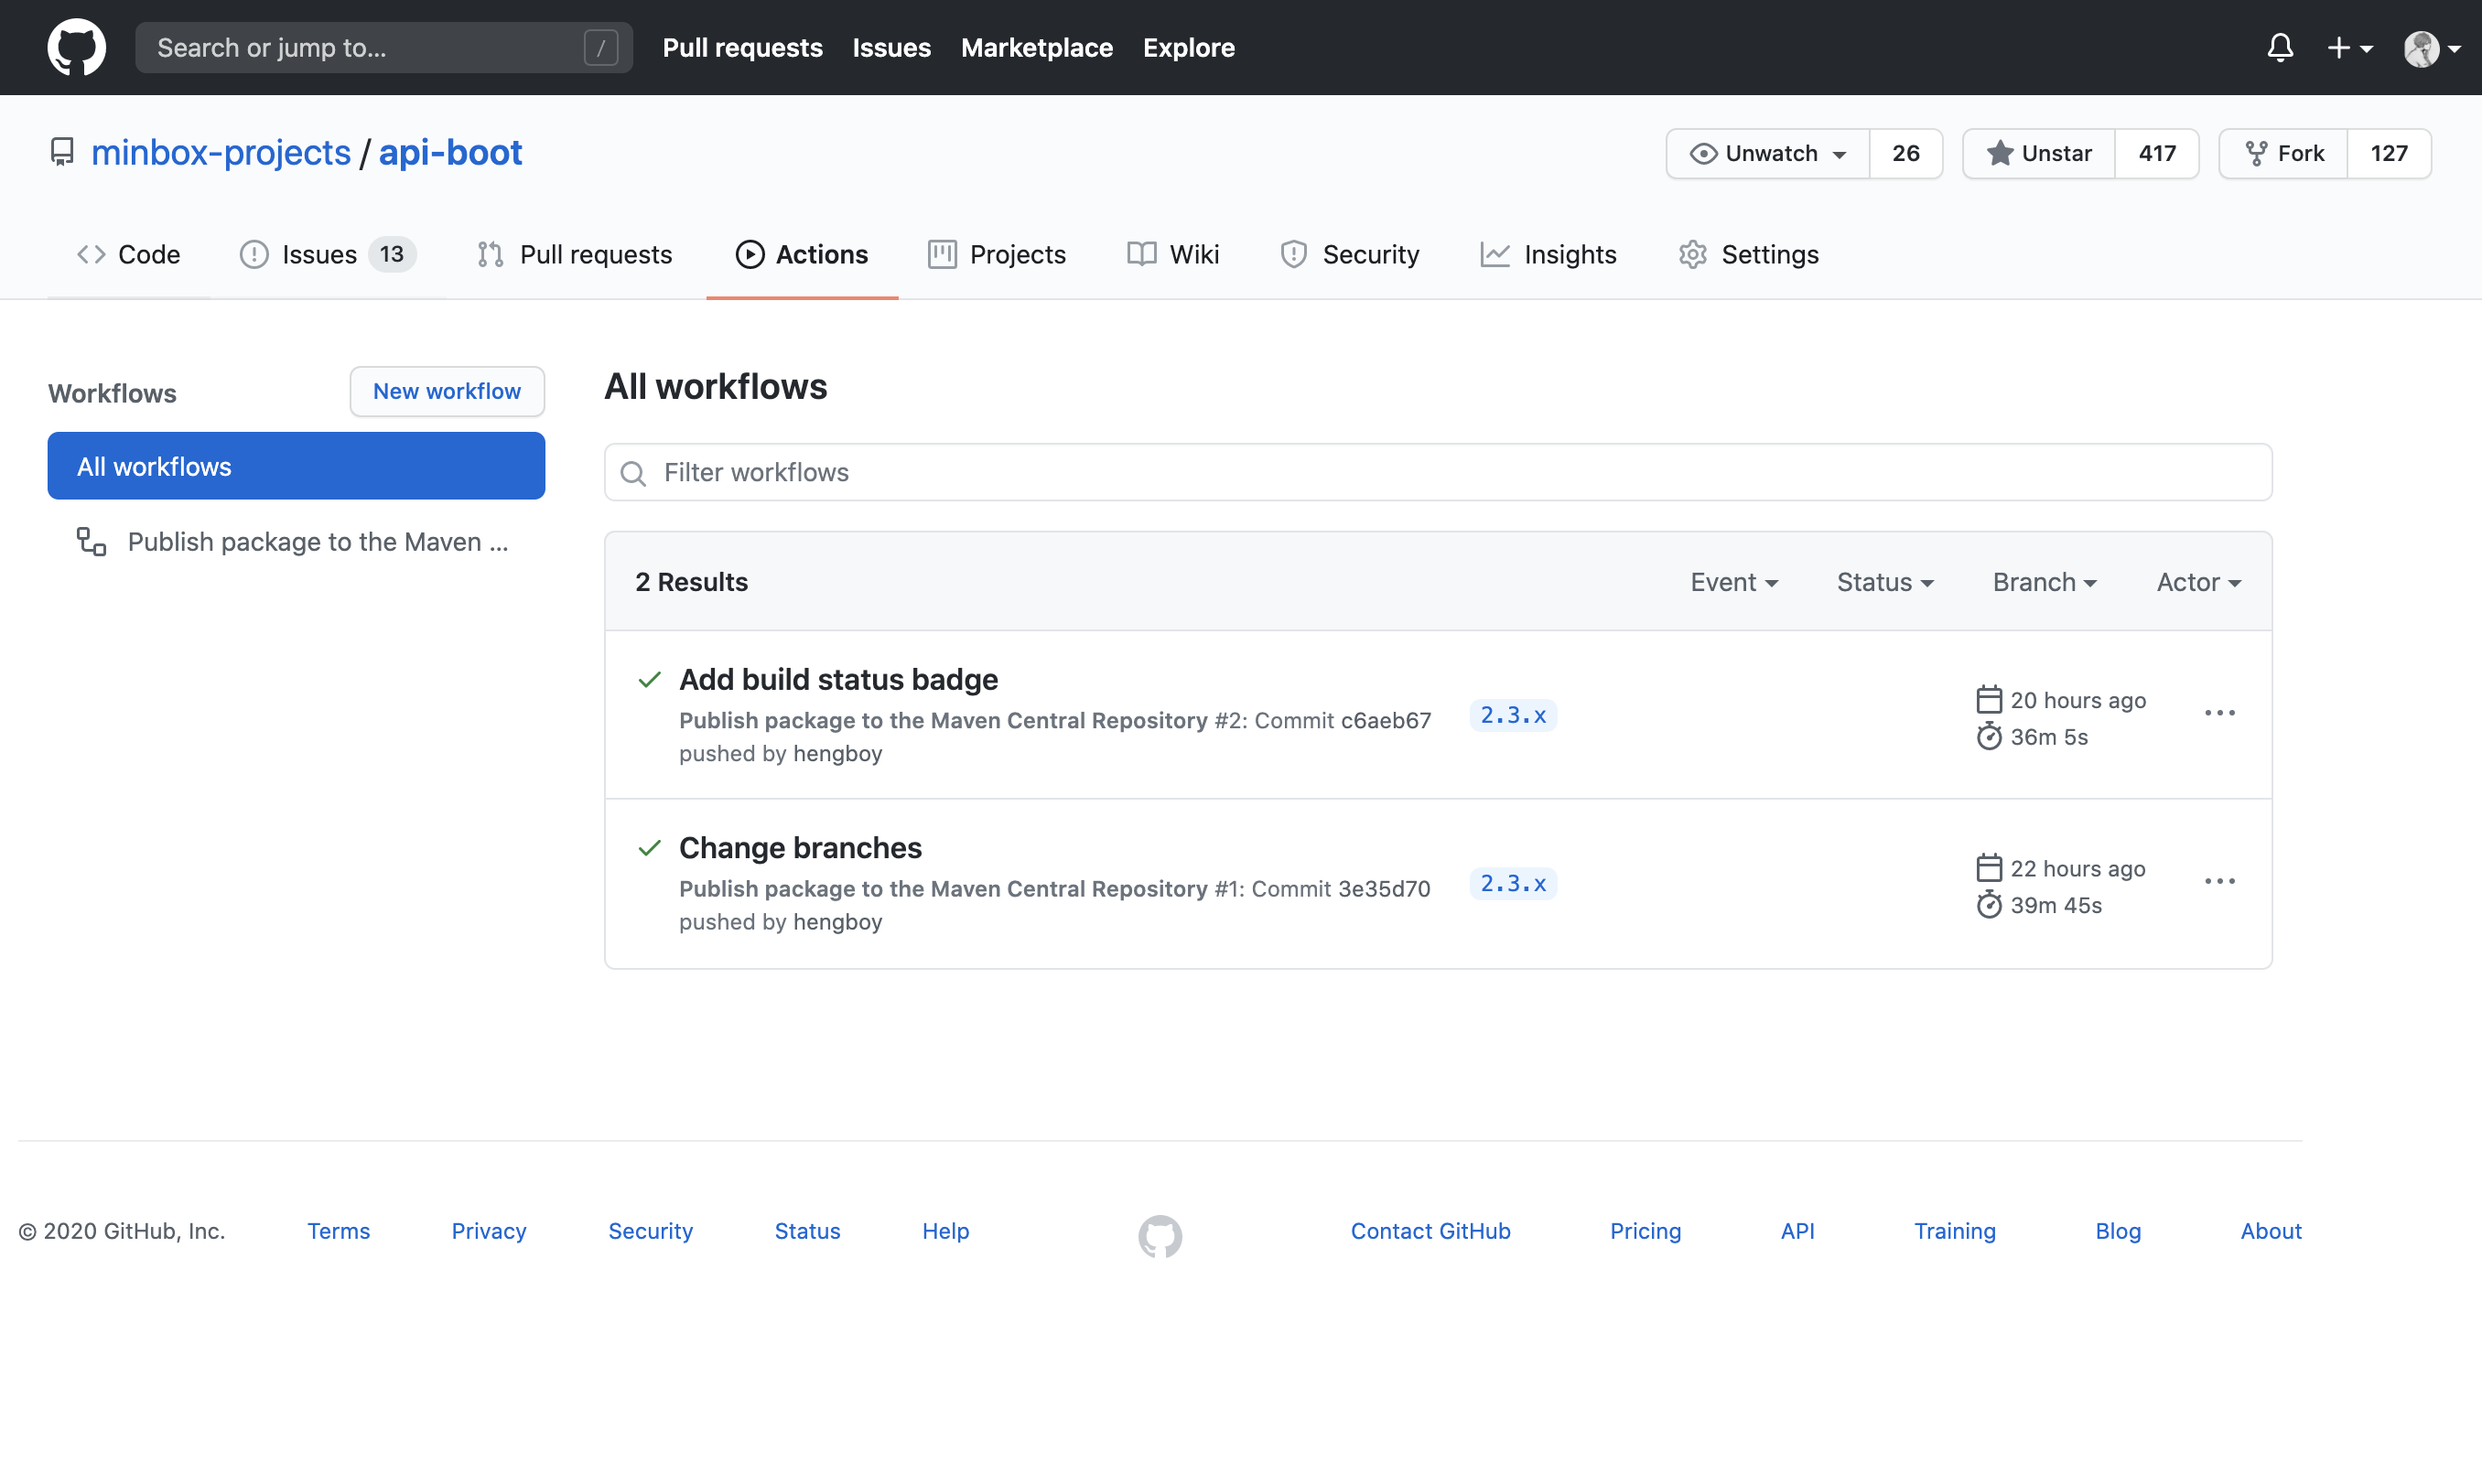 Search or jump to... /
Pull requests Issues Marketplace Explore
minbox-projects / api-boot
Unwatch 26 Unstar 417 Fork 127
Code Issues 13 Pull requests Actions Projects Wiki Security Insights Settings
Workflows New workflow
All workflows
Publish package to the Maven ...
All workflows
Filter workflows
2 Results Event Status Branch Actor
Add build status badge
Publish package to the Maven Central Repository #2: Commit c6aeb67
pushed by hengboy
2.3.x
20 hours ago
36m 5s
Change branches
Publish package to the Maven Central Repository #1: Commit 3e35d70
pushed by hengboy
2.3.x
22 hours ago
39m 45s
© 2020 GitHub, Inc. Terms Privacy Security Status Help Contact GitHub Pricing API Training Blog About